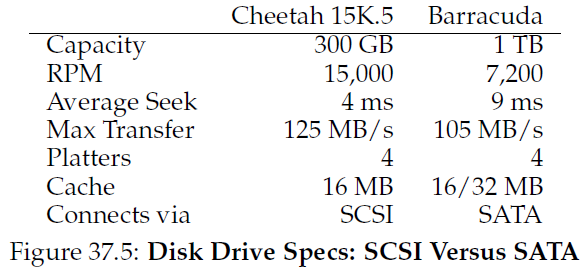 Cheetah 15K.5 Barracuda
Capacity 300 GB 1 TB
RPM 15,000 7,200
Average Seek 4 ms 9 ms
Max Transfer 125 MB/s 105 MB/s
Platters 4 4
Cache 16 MB 16/32 MB
Connects via SCSI SATA
Figure 37.5: Disk Drive Specs: SCSI Versus SATA